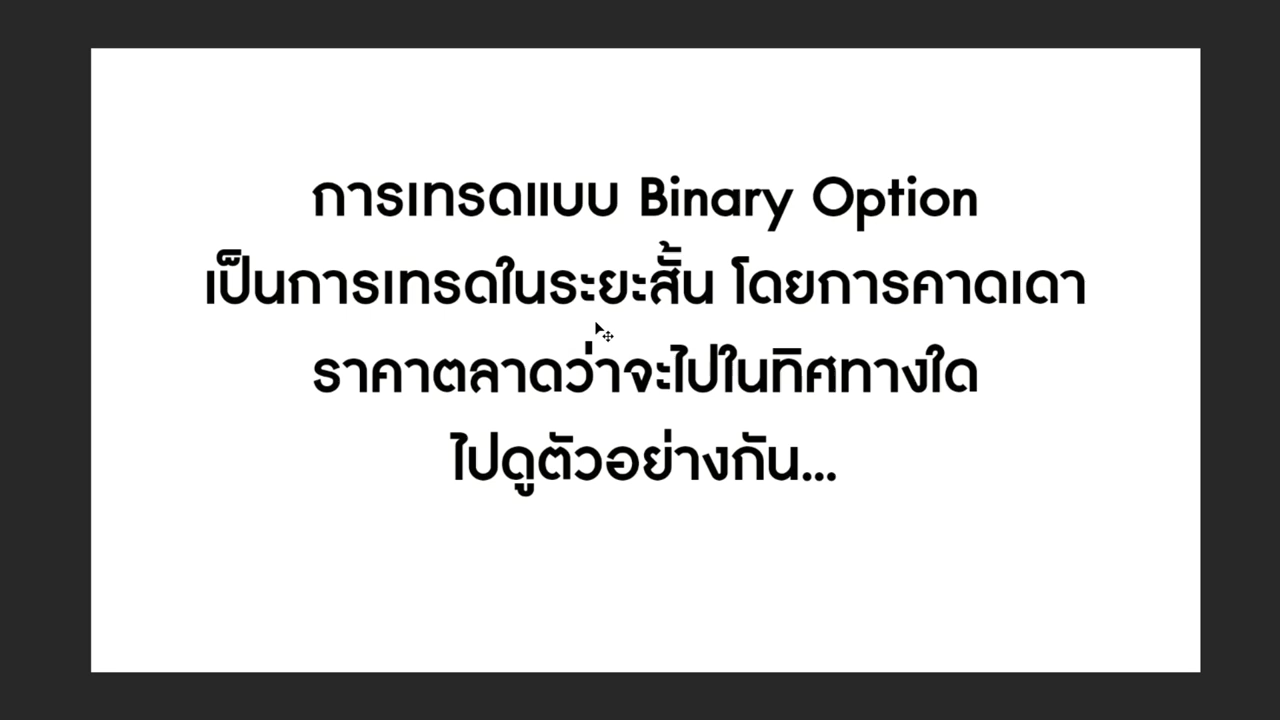 การเทรดแบบ Binary Option
เป็นการเทรดในระยะสั้น โดยการคาดเดา
ราคาตลาดว่าจะไปในทิศทางใด
ไปดูตัวอย่างกัน...